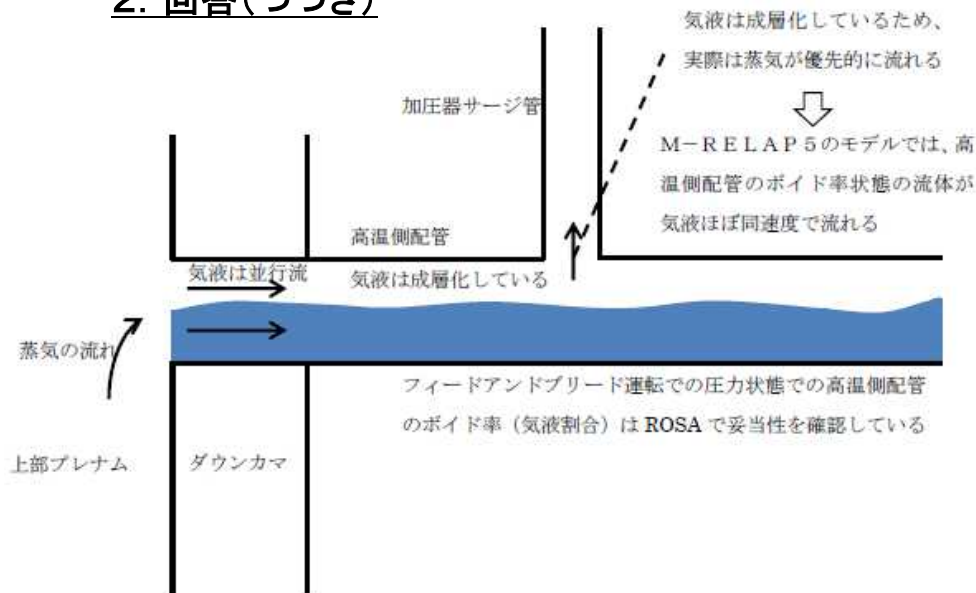 2. 回答(つづき)
気液は成層化しているため、
実際は蒸気が優先的に流れる
加圧器サージ管
M−RELAP5のモデルでは、高
温側配管のボイド率状態の流体が
気液ほぼ同速度で流れる
高温側配管
気液は並行流
気液は成層化している
蒸気の流れ
フィードアンドブリード運転での圧力状態での高温側配管
のボイド率（気液割合）は ROSA で妥当性を確認している
上部プレナム
ダウンカマ